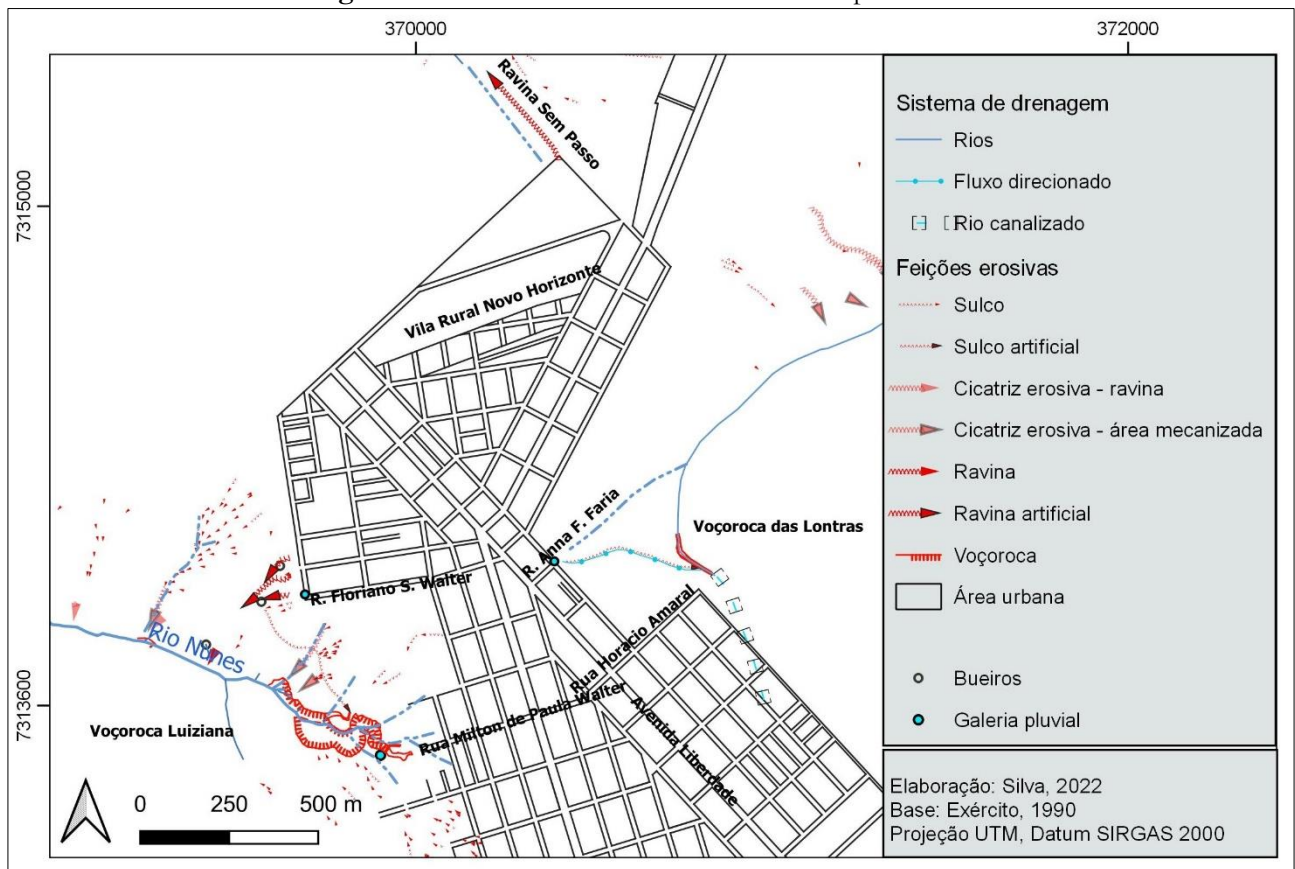 370000
372000
Ravina Sem Passo
7315000
Vila Rural Novo Horizonte
R. Anna F. Faria
Voçoroca das Lontras
R. Floriano S. Walter
Rua Horacio Amaral
Rio Nunes
7313600
Voçoroca Luiziana
Rua Milton de Paula Walter
Avenida Liberdade
0 250 500 m
Sistema de drenagem
Rios
Fluxo direcionado
Rio canalizado
Feições erosivas
Sulco
Sulco artificial
Cicatriz erosiva - ravina
Cicatriz erosiva - área mecanizada
Ravina
Ravina artificial
Voçoroca
Área urbana
Bueiros
Galeria pluvial
Elaboração: Silva, 2022
Base: Exército, 1990
Projeção UTM, Datum SIRGAS 2000